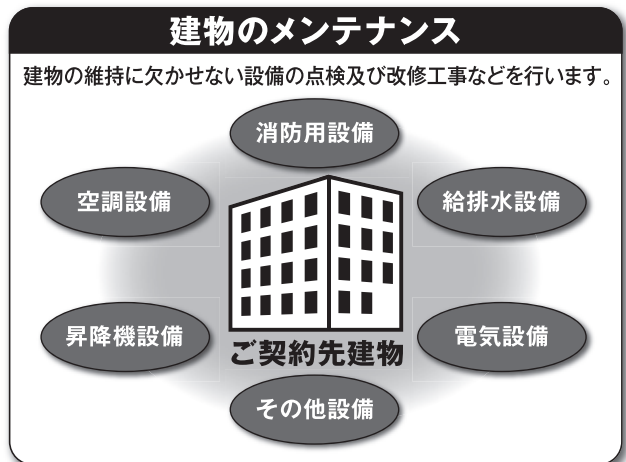 建物のメンテナンス
建物の維持に欠かせない設備の点検及び改修工事などを行います。
消防用設備
空調設備
給排水設備
昇降機設備
電気設備
ご契約先建物
その他設備